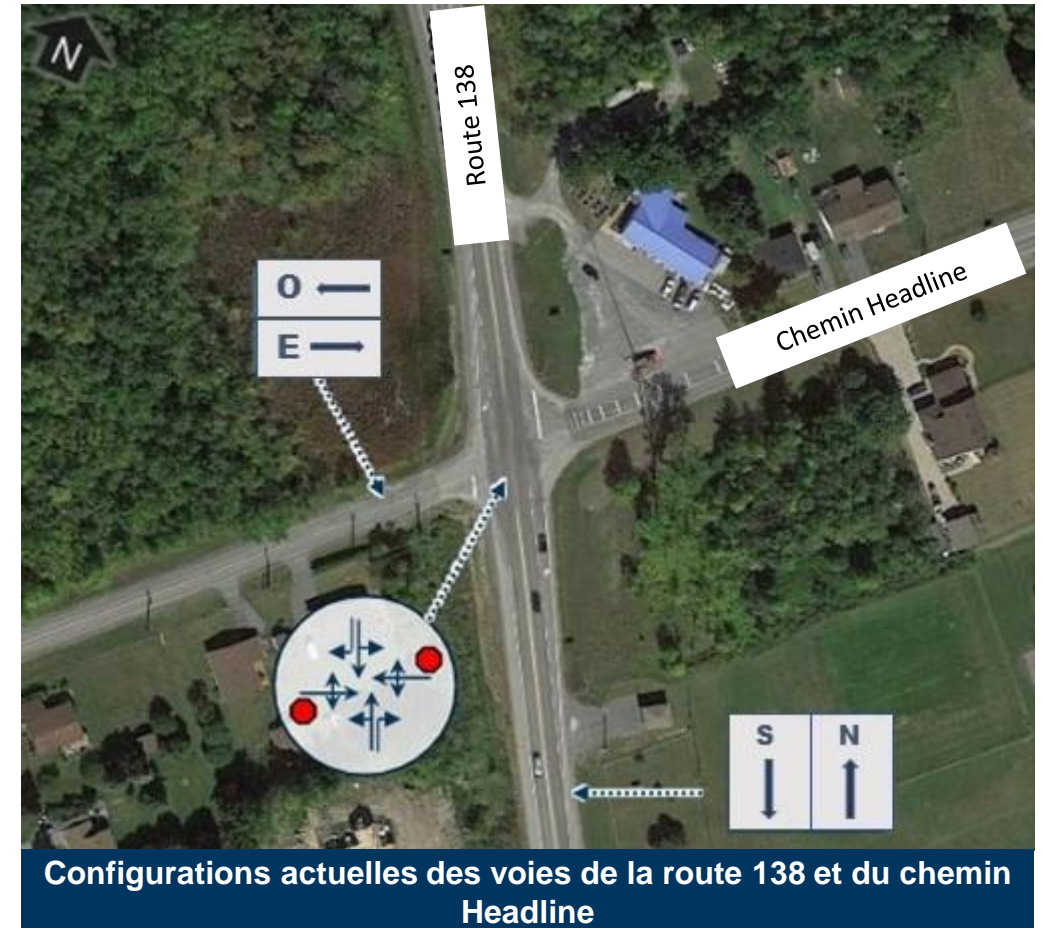 N
Route 138
O
E
Chemin Headline
S N
Configurations actuelles des voies de la route 138 et du chemin
Headline